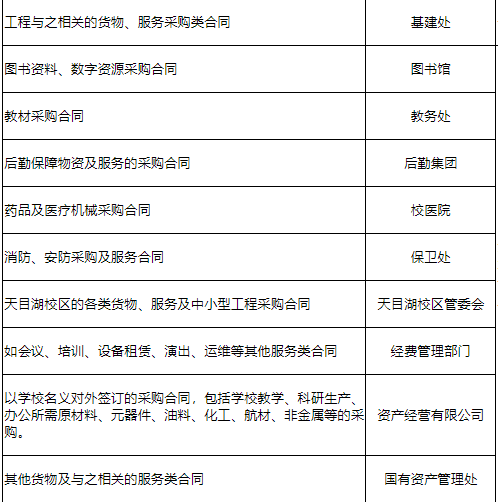 工程与之相关的货物、服务采购类合同 基建处
图书资料、数字资源采购合同 图书馆
教材采购合同 教务处
后勤保障物资及服务的采购合同 后勤集团
药品及医疗机械采购合同 校医院
消防、安防采购及服务合同 保卫处
天目湖校区的各类货物、服务及中小型工程采购合同 天目湖校区管委会
如会议、培训、设备租赁、演出、运维等其他服务类合同 经费管理部门
以学校名义对外签订的采购合同，包括学校教学、科研生产、
办公所需原材料、元器件、油料、化工、航材、非金属等的采 资产经营有限公司
购。
其他货物及与之相关的服务类合同 国有资产管理处